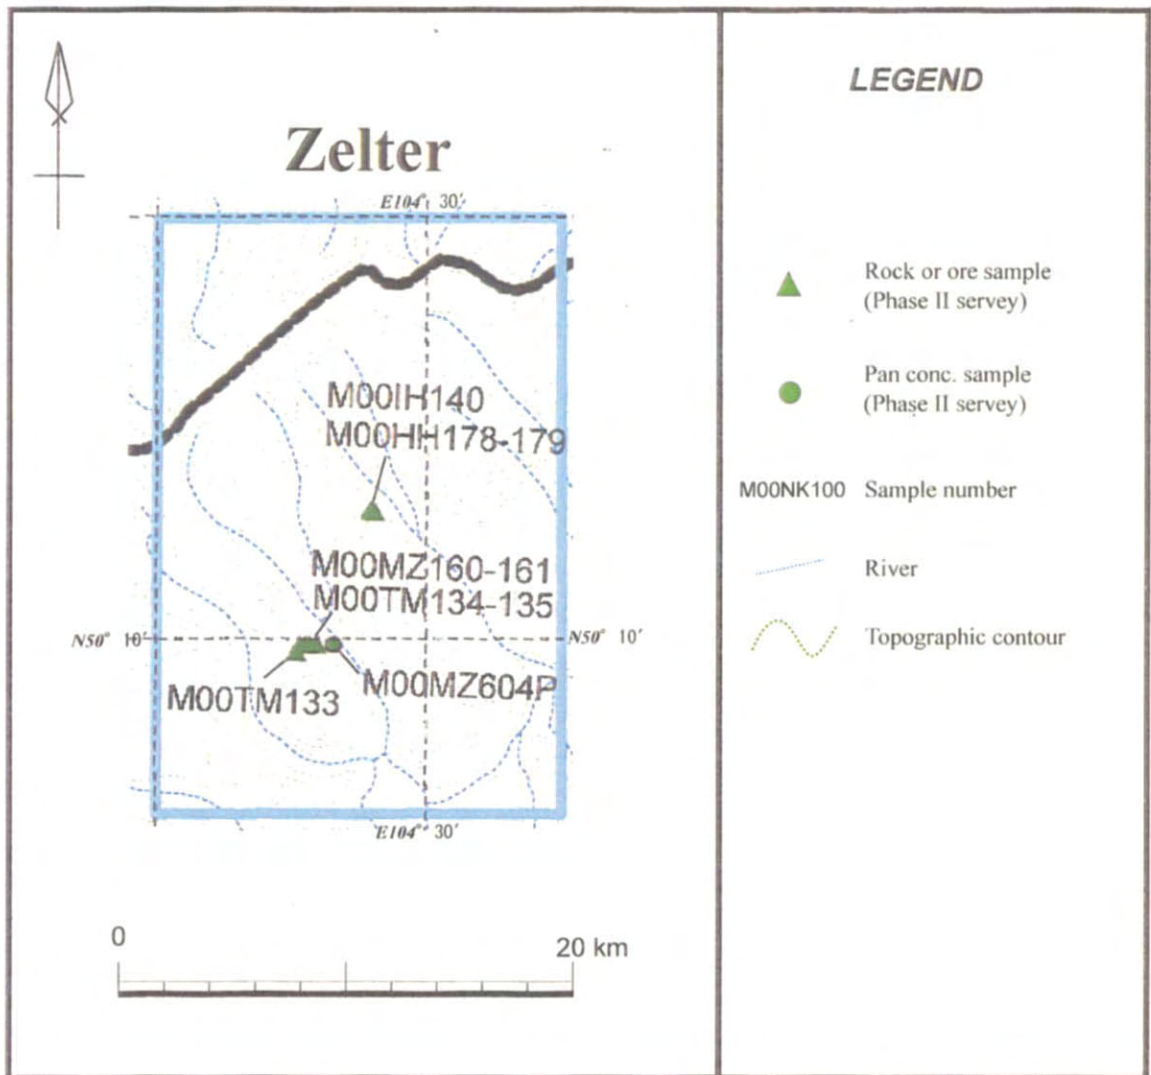 Zelter
E104° 30'
M00IH140
M00HH178-179
M00MZ160-161
M00TM134-135
N50° 10'
N50° 10'
M00TM133
M00MZ604P
E104° 30'
0
20 km
LEGEND
Rock or ore sample
(Phase II servey)
Pan conc. sample
(Phase II servey)
M00NK100 Sample number
River
Topographic contour